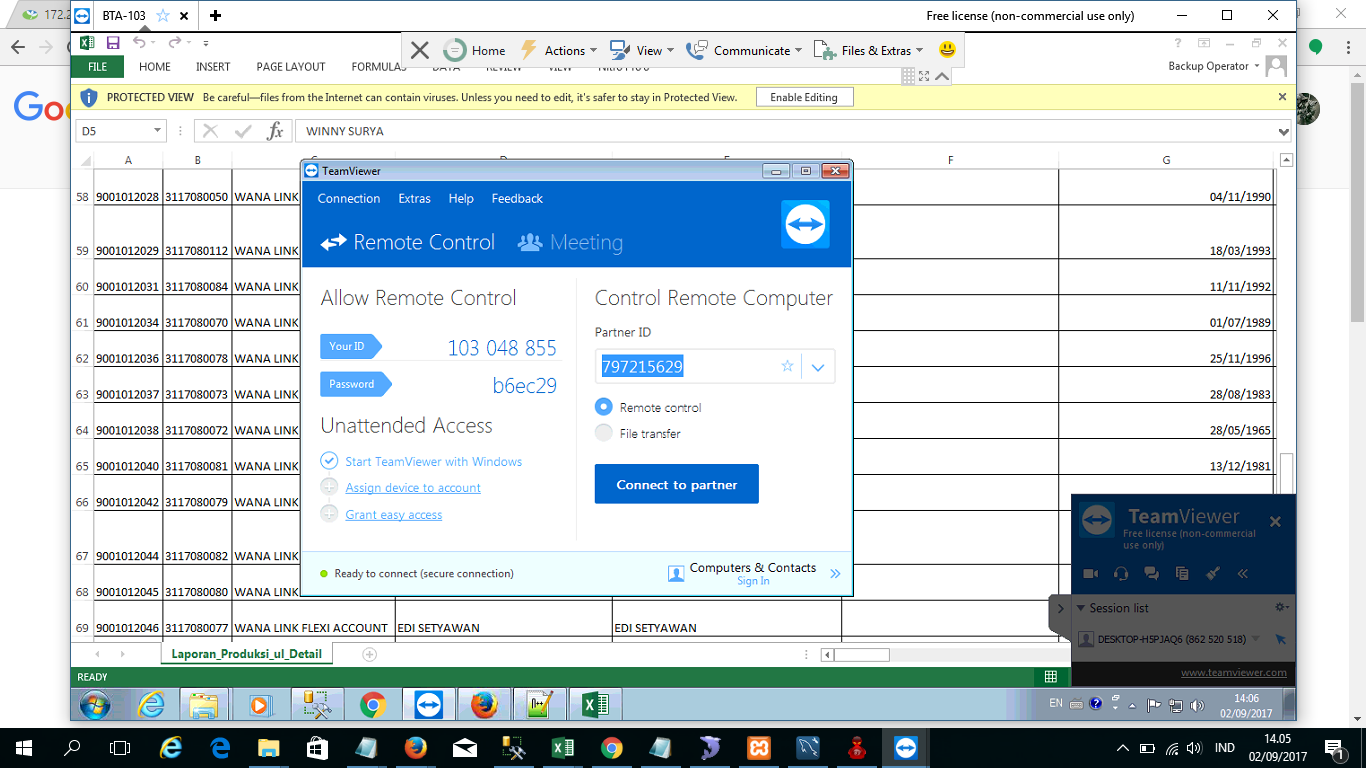 172.2
BTA-103
Free license (non-commercial use only)
Home Actions View Communicate Files & Extras
FILE HOME INSERT PAGE LAYOUT FORMULAS DATA REVIEW VIEW
Backup Operator
PROTECTED VIEW Be careful—files from the Internet can contain viruses. Unless you need to edit, it's safer to stay in Protected View. Enable Editing
Goo
D5 fx WINNY SURYA
A B C D E F G
58 9001012028 3117080050 WANA LINK 04/11/1990
59 9001012029 3117080112 WANA LINK 18/03/1993
60 9001012031 3117080084 WANA LINK 11/11/1992
61 9001012034 3117080070 WANA LINK 01/07/1989
62 9001012036 3117080078 WANA LINK 25/11/1996
63 9001012037 3117080073 WANA LINK 28/08/1983
64 9001012038 3117080072 WANA LINK 28/05/1965
65 9001012040 3117080081 WANA LINK 13/12/1981
66 9001012042 3117080079 WANA LINK
67 9001012044 3117080082 WANA LINK
68 9001012045 3117080080 WANA LINK
69 9001012046 3117080077 WANA LINK FLEXI ACCOUNT EDI SETYAWAN EDI SETYAWAN
TeamViewer
Connection Extras Help Feedback
Remote Control Meeting
Allow Remote Control
Your ID 103 048 855
Password b6ec29
Unattended Access
Start TeamViewer with Windows
Assign device to account
Grant easy access
Control Remote Computer
Partner ID
797215629
Remote control
File transfer
Connect to partner
Ready to connect (secure connection)
Computers & Contacts
Sign In
TeamViewer
Free license (non-commercial
use only)
Session list
DESKTOP-H5PJAQ6 (862 520 518)
www.teamviewer.com
Laporan_Produksi_ul_Detail
READY
EN
14:06
02/09/2017
IND
14.05
02/09/2017
1